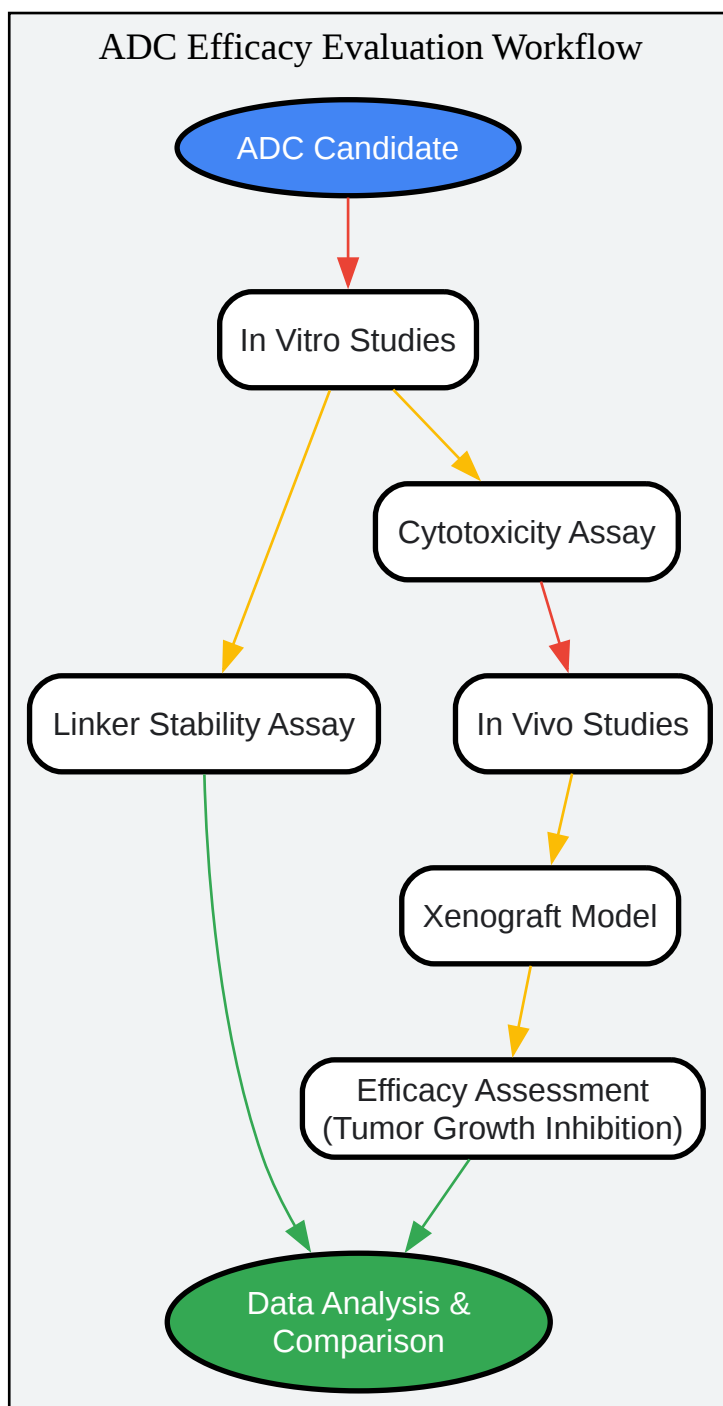 ADC Efficacy Evaluation Workflow
ADC Candidate
In Vitro Studies
Cytotoxicity Assay
Linker Stability Assay
In Vivo Studies
Xenograft Model
Efficacy Assessment
(Tumor Growth Inhibition)
Data Analysis &
Comparison